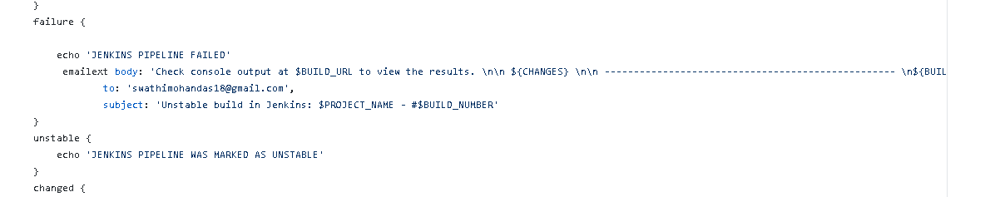 }
failure {
echo 'JENKINS PIPELINE FAILED'
emailext body: 'Check console output at $BUILD_URL to view the results. \n\n ${CHANGES} \n\n -------------------------------------------------- \n${BUIL
to: 'swathimohandas18@gmail.com',
subject: 'Unstable build in Jenkins: $PROJECT_NAME - #$BUILD_NUMBER'
}
unstable {
echo 'JENKINS PIPELINE WAS MARKED AS UNSTABLE'
}
changed {